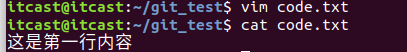 itcast@itcast:~/git_test$ vim code.txt
itcast@itcast:~/git_test$ cat code.txt
这是第一行内容